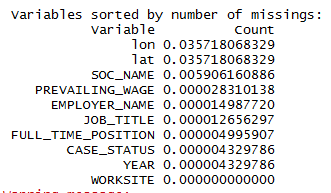 Variables sorted by number of missings:
Variable Count
lon 0.035718068329
lat 0.035718068329
SOC_NAME 0.005906160886
PREVAILING_WAGE 0.000028310138
EMPLOYER_NAME 0.000014987720
JOB_TITLE 0.000012656297
FULL_TIME_POSITION 0.000004995907
CASE_STATUS 0.000004329786
YEAR 0.000004329786
WORKSITE 0.000000000000